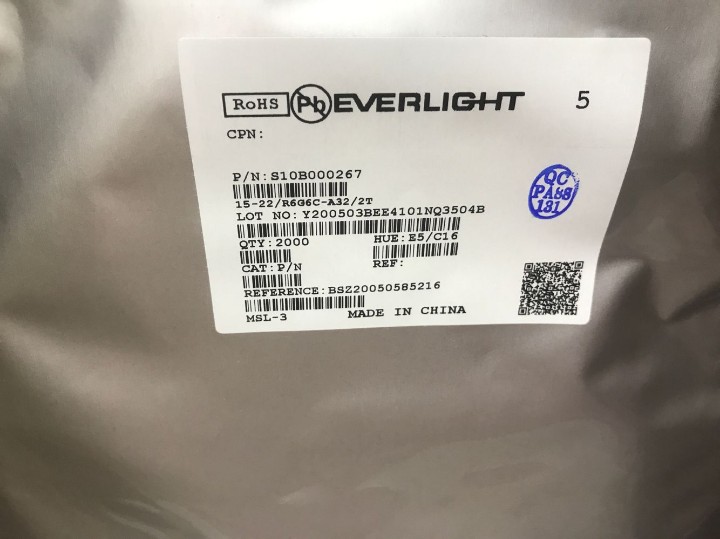 RoHS Pb EVERLIGHT 5
CPN:
P/N:S10B000267
15-22/R6G6C-A32/2T
LOT NO:Y200503BEE4101NQ3504B
QTY:2000 HUE:E5/C16
CAT:P/N REF:
REFERENCE:BSZ20050585216
MSL-3 MADE IN CHINA
QC
PASS
131